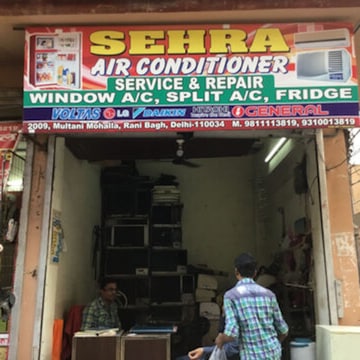 SEHRA
AIR CONDITIONER
SERVICE & REPAIR
WINDOW A/C, SPLIT A/C, FRIDGE
VOLTAS LG DAIKIN HITACHI GENERAL
2009, Multani Mohalla, Rani Bagh, Delhi-110034 M. 9811113819, 9310013819